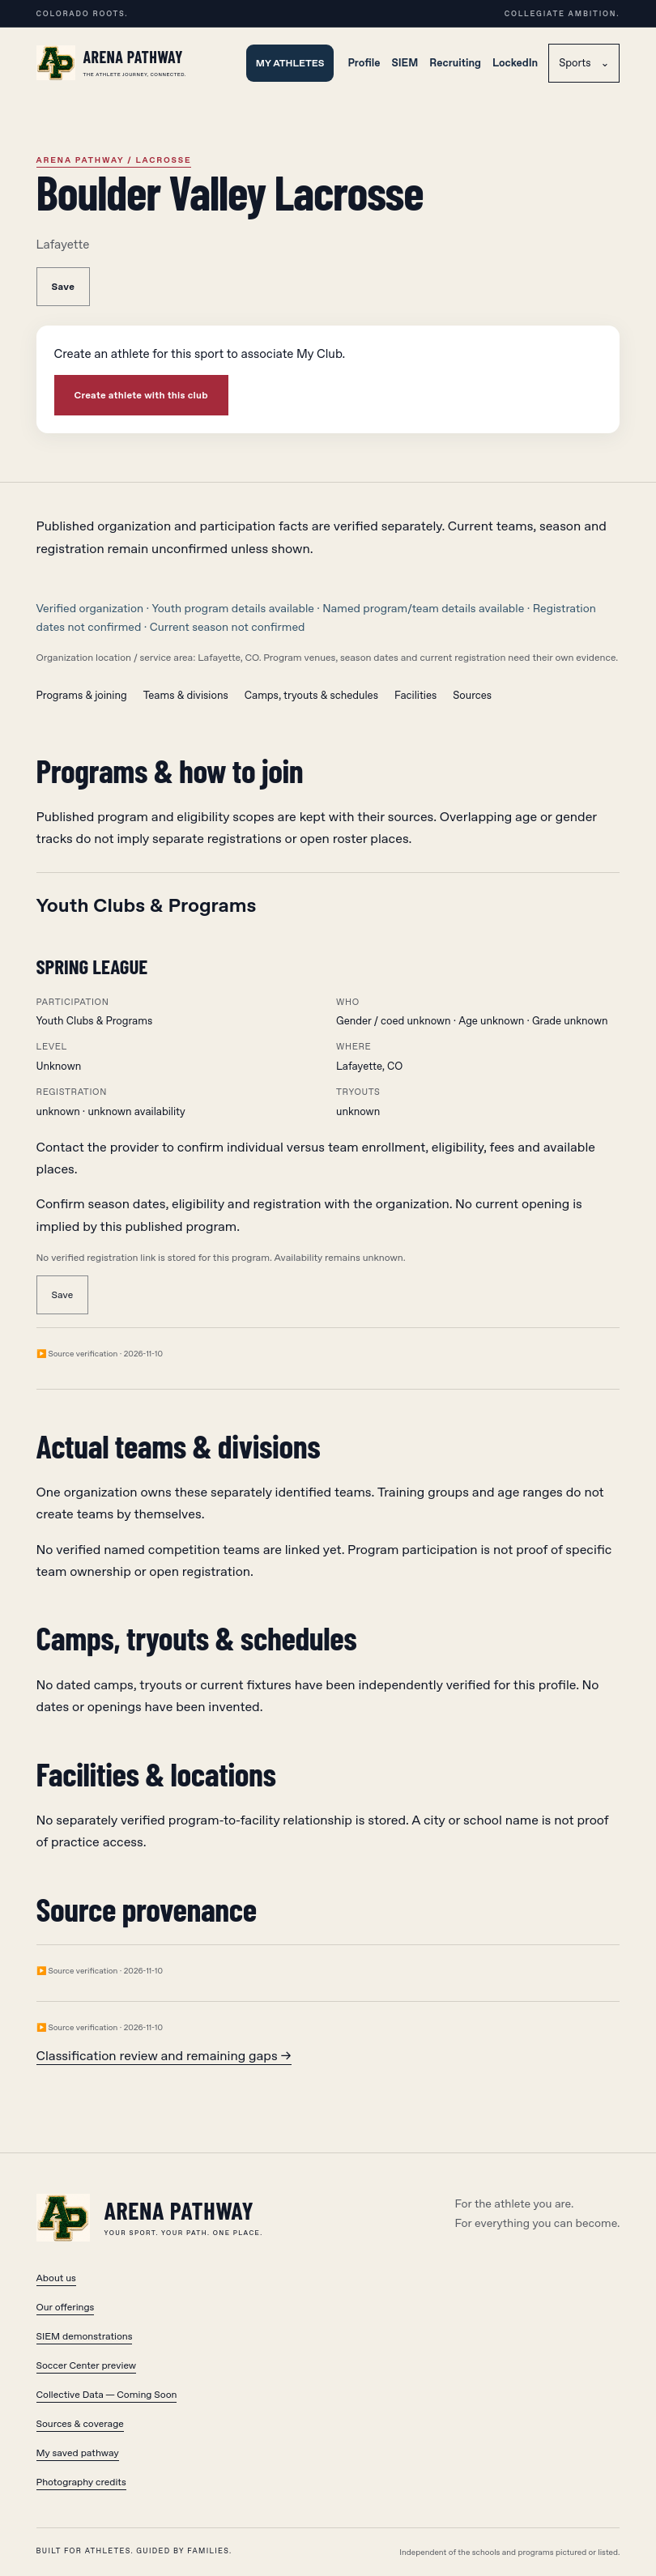 COLORADO ROOTS.
COLLEGIATE AMBITION.
AP
ARENA PATHWAY
THE ATHLETE JOURNEY, CONNECTED.
MY ATHLETES
Profile
SIEM
Recruiting
LockedIn
Sports
ARENA PATHWAY / LACROSSE
Boulder Valley Lacrosse
Lafayette
Save
Create an athlete for this sport to associate My Club.
Create athlete with this club
Published organization and participation facts are verified separately. Current teams, season and
registration remain unconfirmed unless shown.
Verified organization · Youth program details available · Named program/team details available · Registration
dates not confirmed · Current season not confirmed
Organization location / service area: Lafayette, CO. Program venues, season dates and current registration need their own evidence.
Programs & joining
Teams & divisions
Camps, tryouts & schedules
Facilities
Sources
Programs & how to join
Published program and eligibility scopes are kept with their sources. Overlapping age or gender
tracks do not imply separate registrations or open roster places.
Youth Clubs & Programs
SPRING LEAGUE
PARTICIPATION
Youth Clubs & Programs
WHO
Gender / coed unknown · Age unknown · Grade unknown
LEVEL
Unknown
WHERE
Lafayette, CO
REGISTRATION
unknown · unknown availability
TRYOUTS
unknown
Contact the provider to confirm individual versus team enrollment, eligibility, fees and available
places.
Confirm season dates, eligibility and registration with the organization. No current opening is
implied by this published program.
No verified registration link is stored for this program. Availability remains unknown.
Save
Source verification · 2026-11-10
Actual teams & divisions
One organization owns these separately identified teams. Training groups and age ranges do not
create teams by themselves.
No verified named competition teams are linked yet. Program participation is not proof of specific
team ownership or open registration.
Camps, tryouts & schedules
No dated camps, tryouts or current fixtures have been independently verified for this profile. No
dates or openings have been invented.
Facilities & locations
No separately verified program-to-facility relationship is stored. A city or school name is not proof
of practice access.
Source provenance
Source verification · 2026-11-10
Source verification · 2026-11-10
Classification review and remaining gaps →
AP
ARENA PATHWAY
YOUR SPORT. YOUR PATH. ONE PLACE.
For the athlete you are.
For everything you can become.
About us
Our offerings
SIEM demonstrations
Soccer Center preview
Collective Data — Coming Soon
Sources & coverage
My saved pathway
Photography credits
BUILT FOR ATHLETES. GUIDED BY FAMILIES.
Independent of the schools and programs pictured or listed.